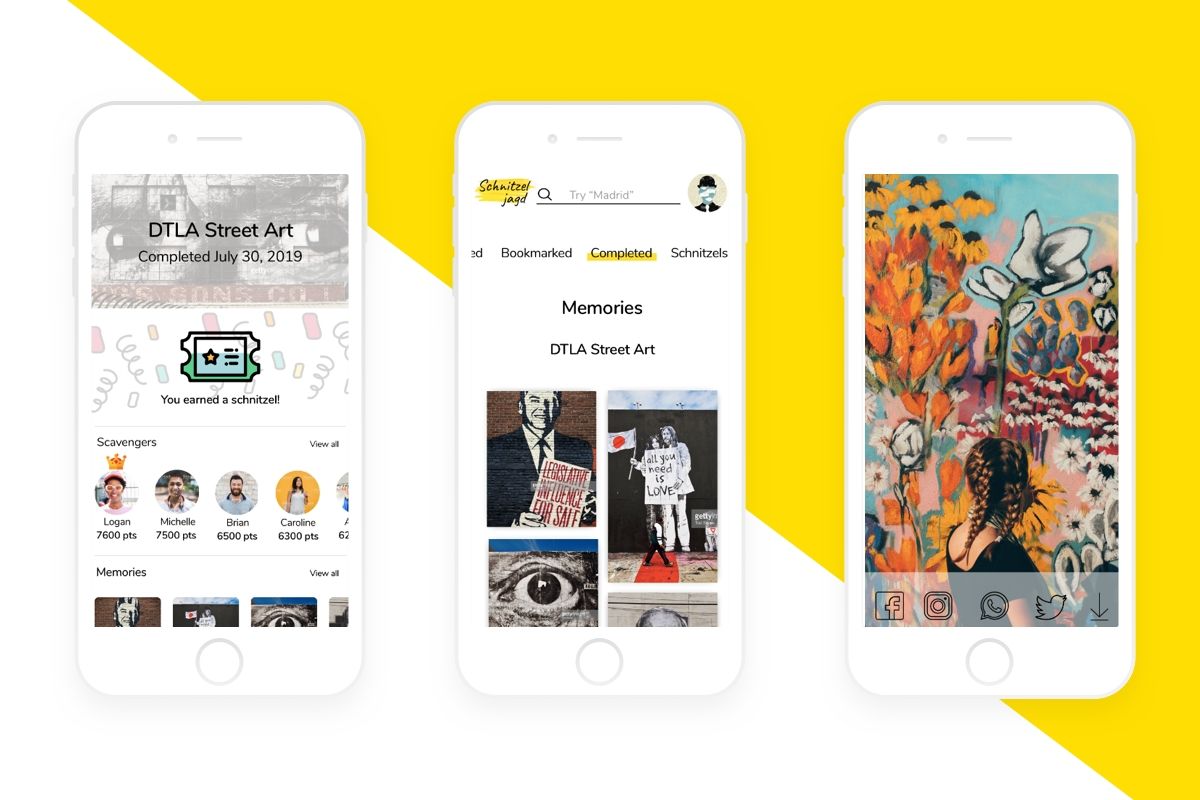 DTLA Street Art
Completed July 30, 2019
You earned a schnitzel!
Scavengers
View all
Logan
7600 pts
Michelle
7500 pts
Brian
6500 pts
Caroline
6300 pts
A
62
Memories
View all
Schnitzel
jagd
Try “Madrid”
ed
Bookmarked
Completed
Schnitzels
Memories
DTLA Street Art
LEGISLATIVE
INFLUENCE
FOR SALE
all you
need
is
LOVE
gettyim